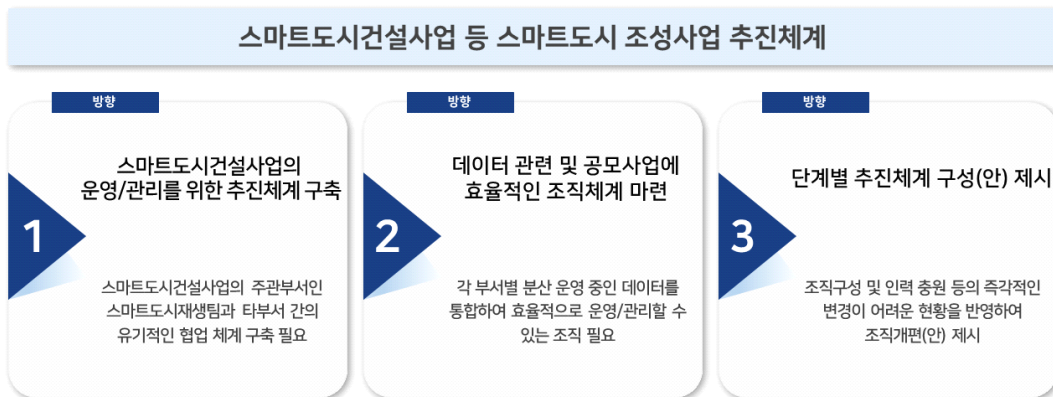 스마트도시건설사업 등 스마트도시 조성사업 추진체계
방향
1
스마트도시건설사업의
운영/관리를 위한 추진체계 구축
스마트도시건설사업의 주관부서인
스마트도시재생팀과 타부서 간의
유기적인 협업 체계 구축 필요
방향
2
데이터 관련 및 공모사업에
효율적인 조직체계 마련
각 부서별 분산 운영 중인 데이터를
통합하여 효율적으로 운영/관리할 수
있는 조직 필요
방향
3
단계별 추진체계 구성(안) 제시
조직구성 및 인력 충원 등의 즉각적인
변경이 어려운 현황을 반영하여
조직개편(안) 제시